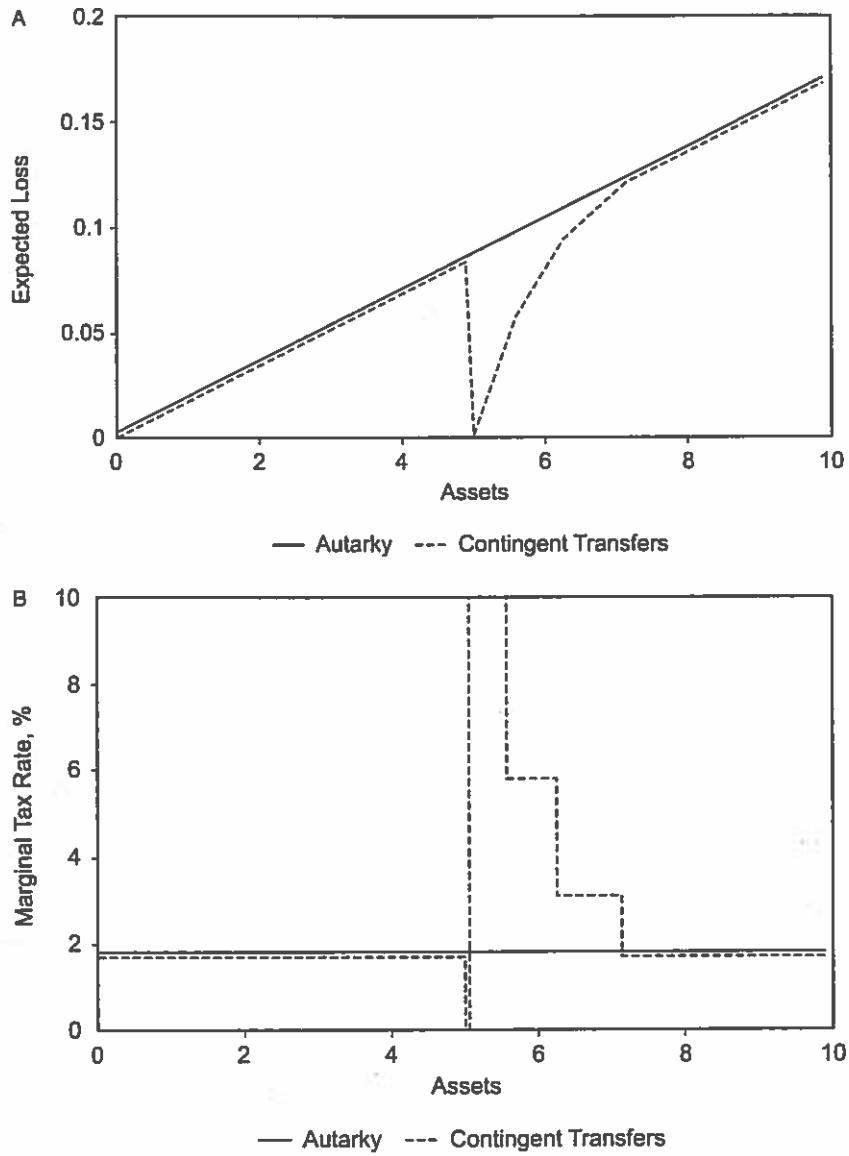 A
0.2
0.15
0.1
0.05
0
Expected Loss
0 2 4 6 8 10
Assets
Autarky Contingent Transfers
B
10
8
6
4
2
0
Marginal Tax Rate, %
0 2 4 6 8 10
Assets
Autarky Contingent Transfers